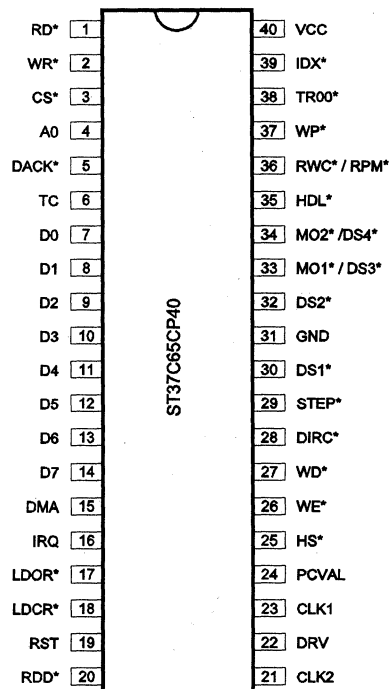 RD* 1 40 VCC
WR* 2 39 IDX*
CS* 3 38 TR00*
A0 4 37 WP*
DACK* 5 36 RWC* / RPM*
TC 6 35 HDL*
D0 7 34 MO2* /DS4*
D1 8 33 MO1* / DS3*
D2 9 32 DS2*
D3 10 31 GND
D4 11 30 DS1*
D5 12 29 STEP*
D6 13 28 DIRC*
D7 14 27 WD*
DMA 15 26 WE*
IRQ 16 25 HS*
LDOR* 17 24 PCVAL
LDCR* 18 23 CLK1
RST 19 22 DRV
RDD* 20 21 CLK2
ST37C65CP40